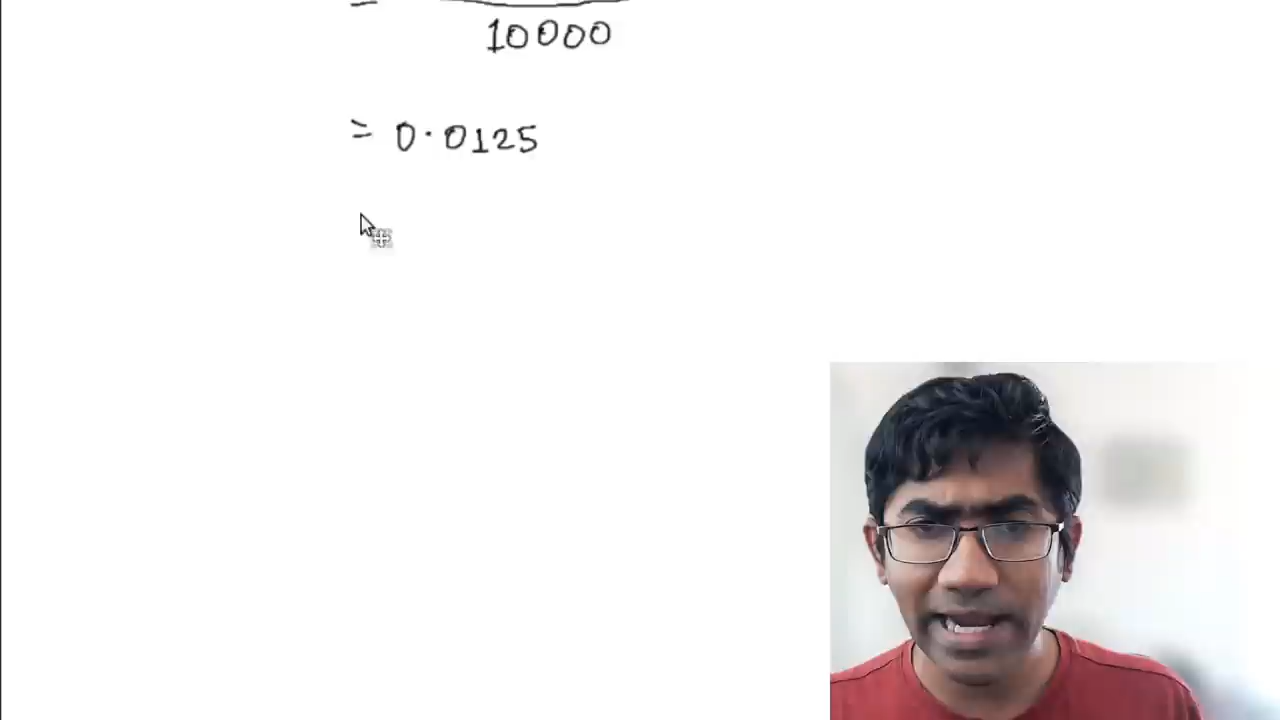 =
10000
= 0.0125